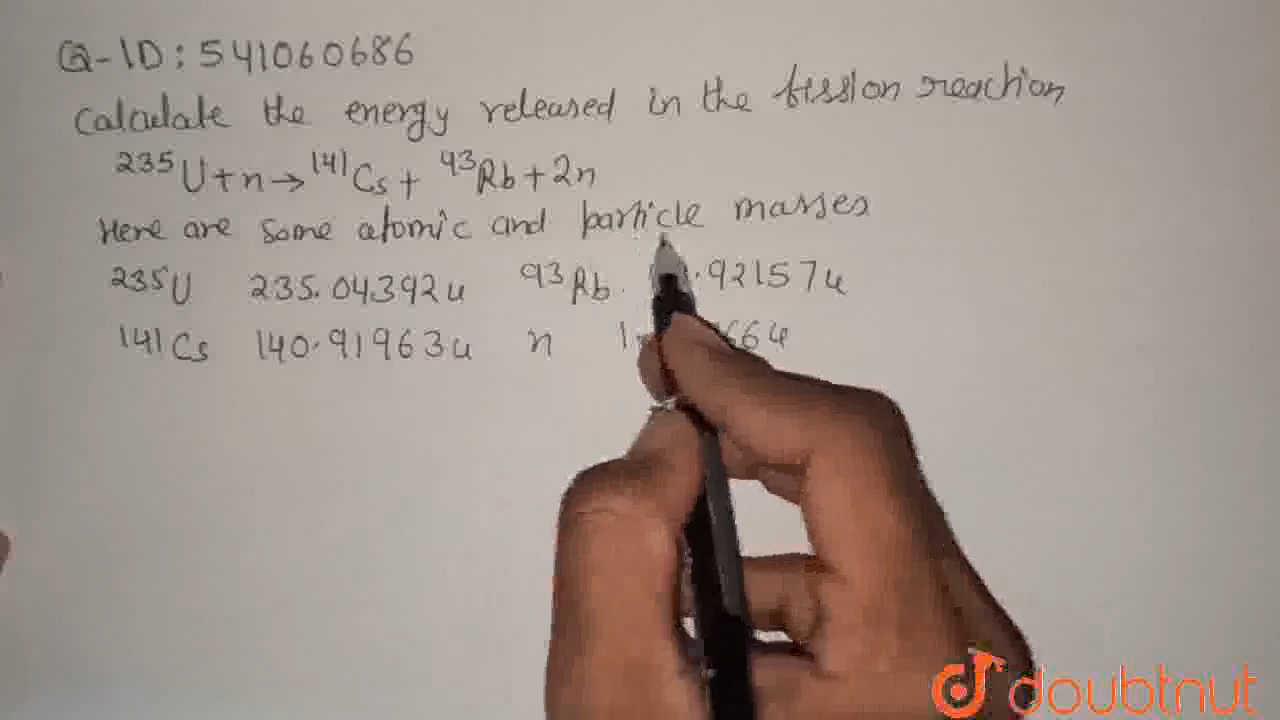 Q-ID: 541060686
Calculate the energy released in the fission reaction
²³⁵U+n→¹⁴¹Cs+ ⁹³Rb+2n
Here are some atomic and particle masses
²³⁵U 235.04392u ⁹³Rb .92157u
¹⁴¹Cs 140.91963u n 664
doubtnut